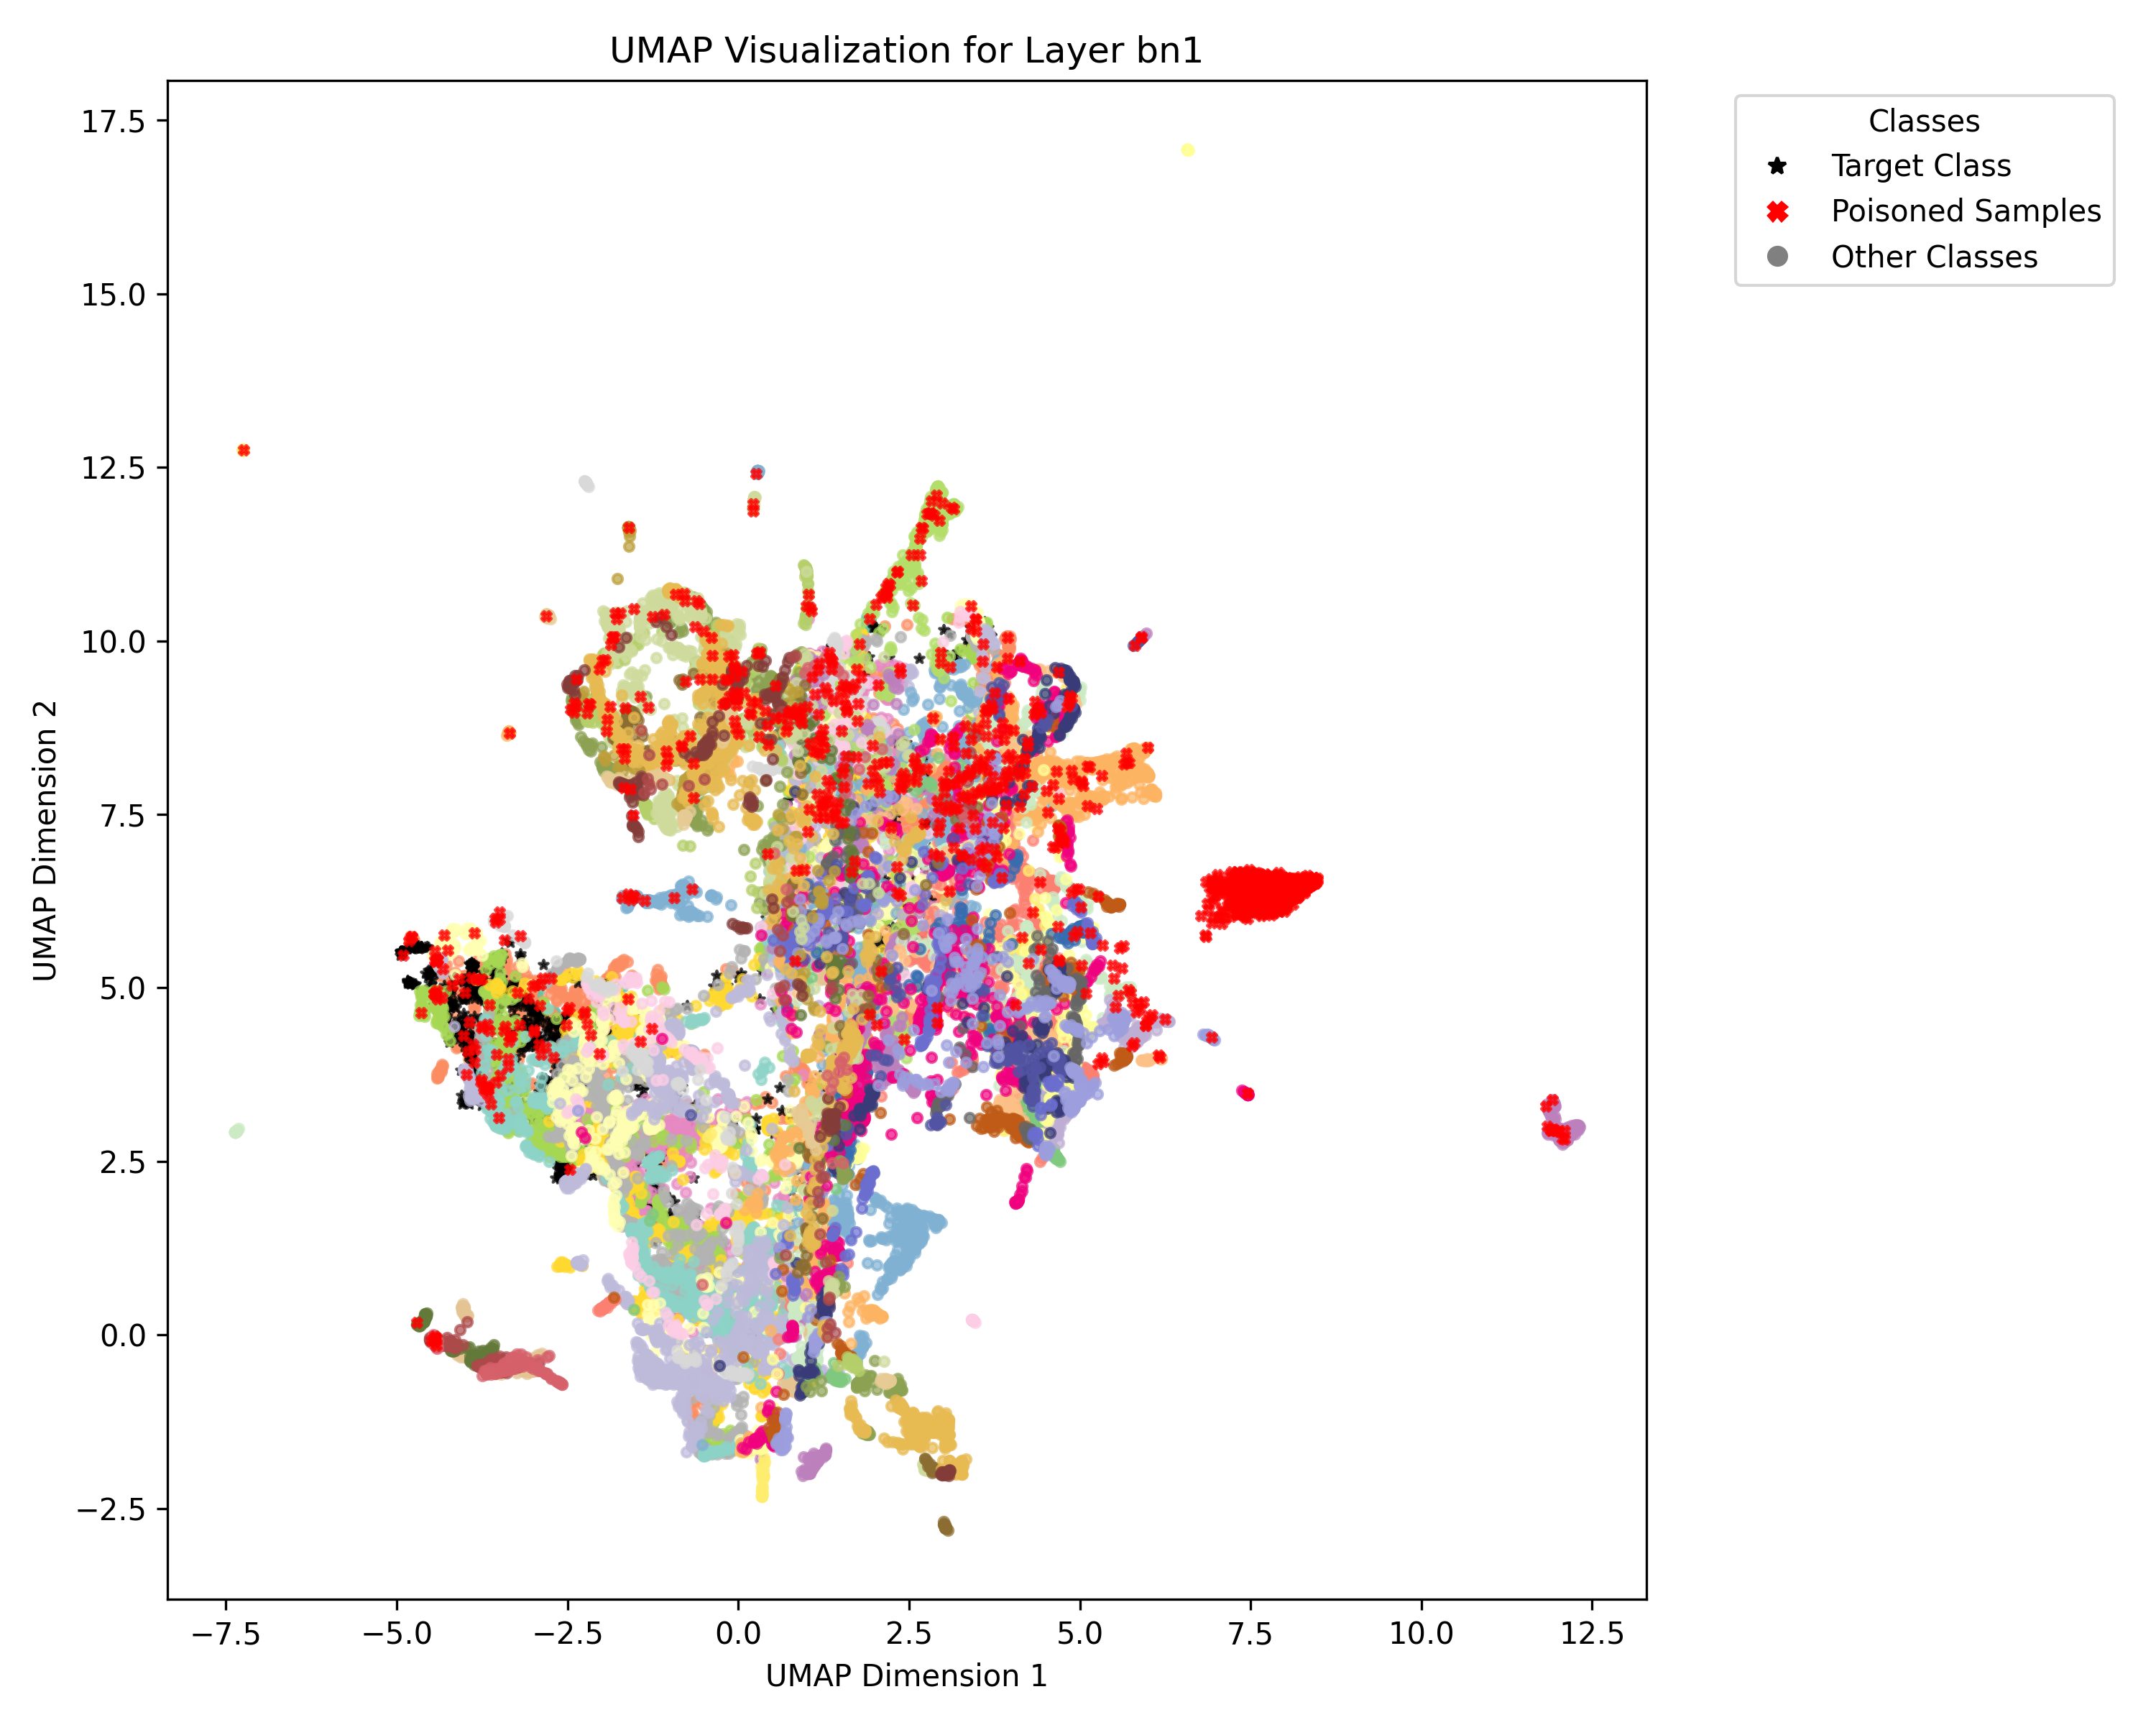 UMAP Visualization for Layer bn1
Classes
Target Class
Poisoned Samples
Other Classes
17.5
15.0
12.5
10.0
7.5
5.0
2.5
0.0
−2.5
UMAP Dimension 2
−7.5 −5.0 −2.5 0.0 2.5 5.0 7.5 10.0 12.5
UMAP Dimension 1